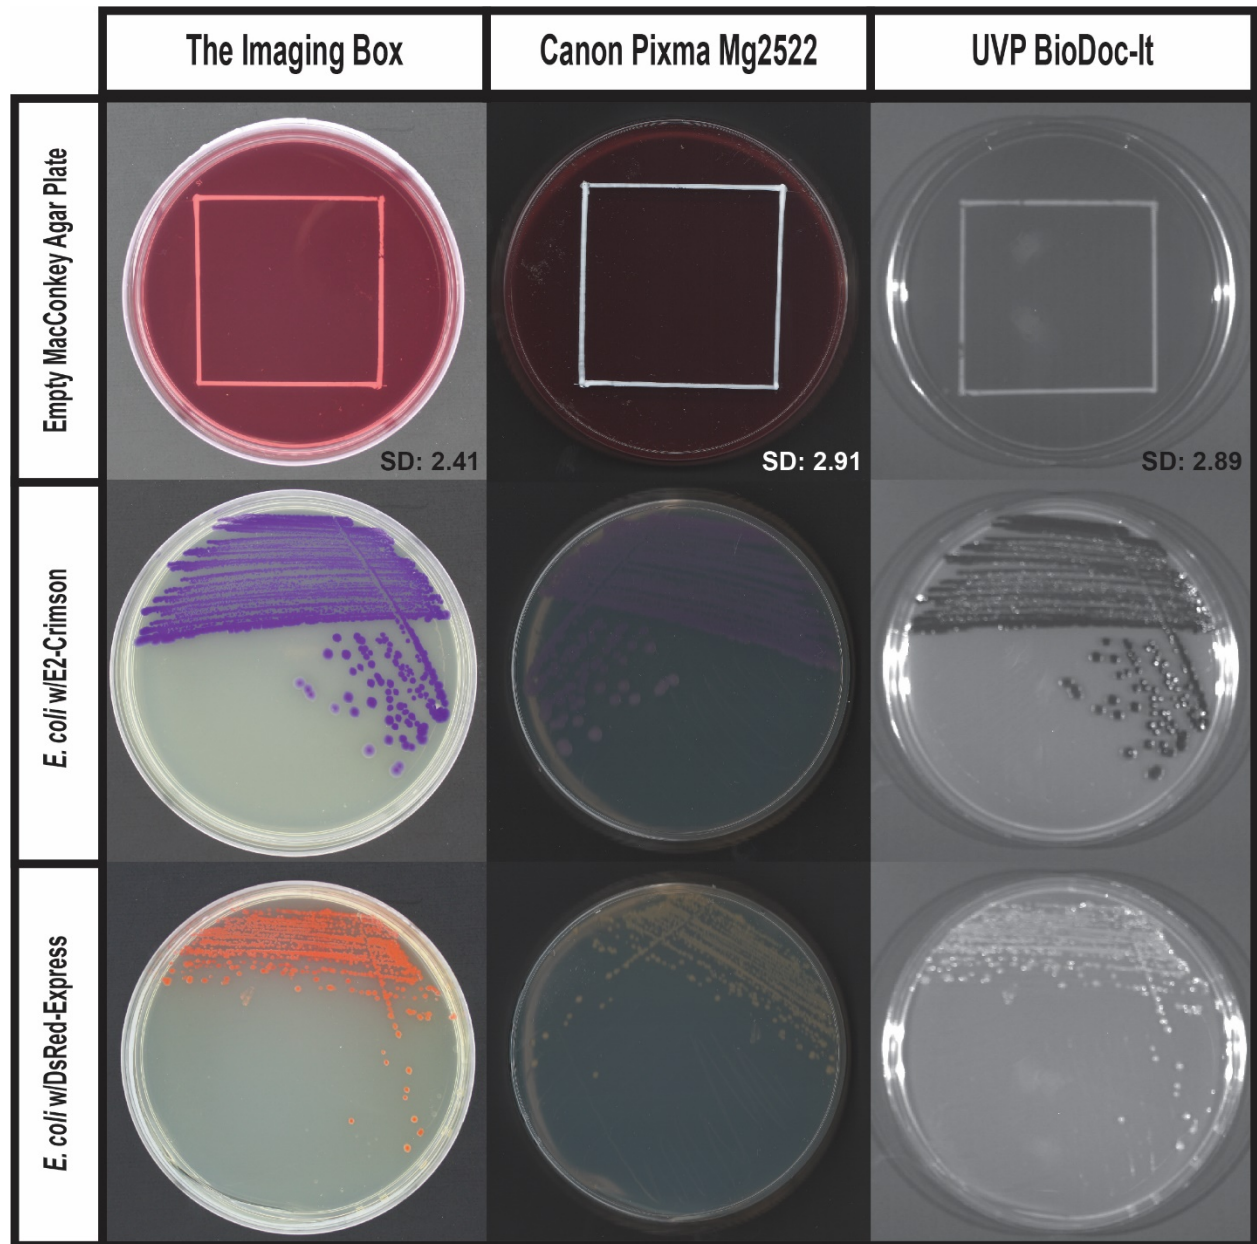 The Imaging Box
Canon Pixma Mg2522
UVP BioDoc-It
Empty MacConkey Agar Plate
SD: 2.41
SD: 2.91
SD: 2.89
E. coli w/E2-Crimson
E. coli w/DsRed-Express